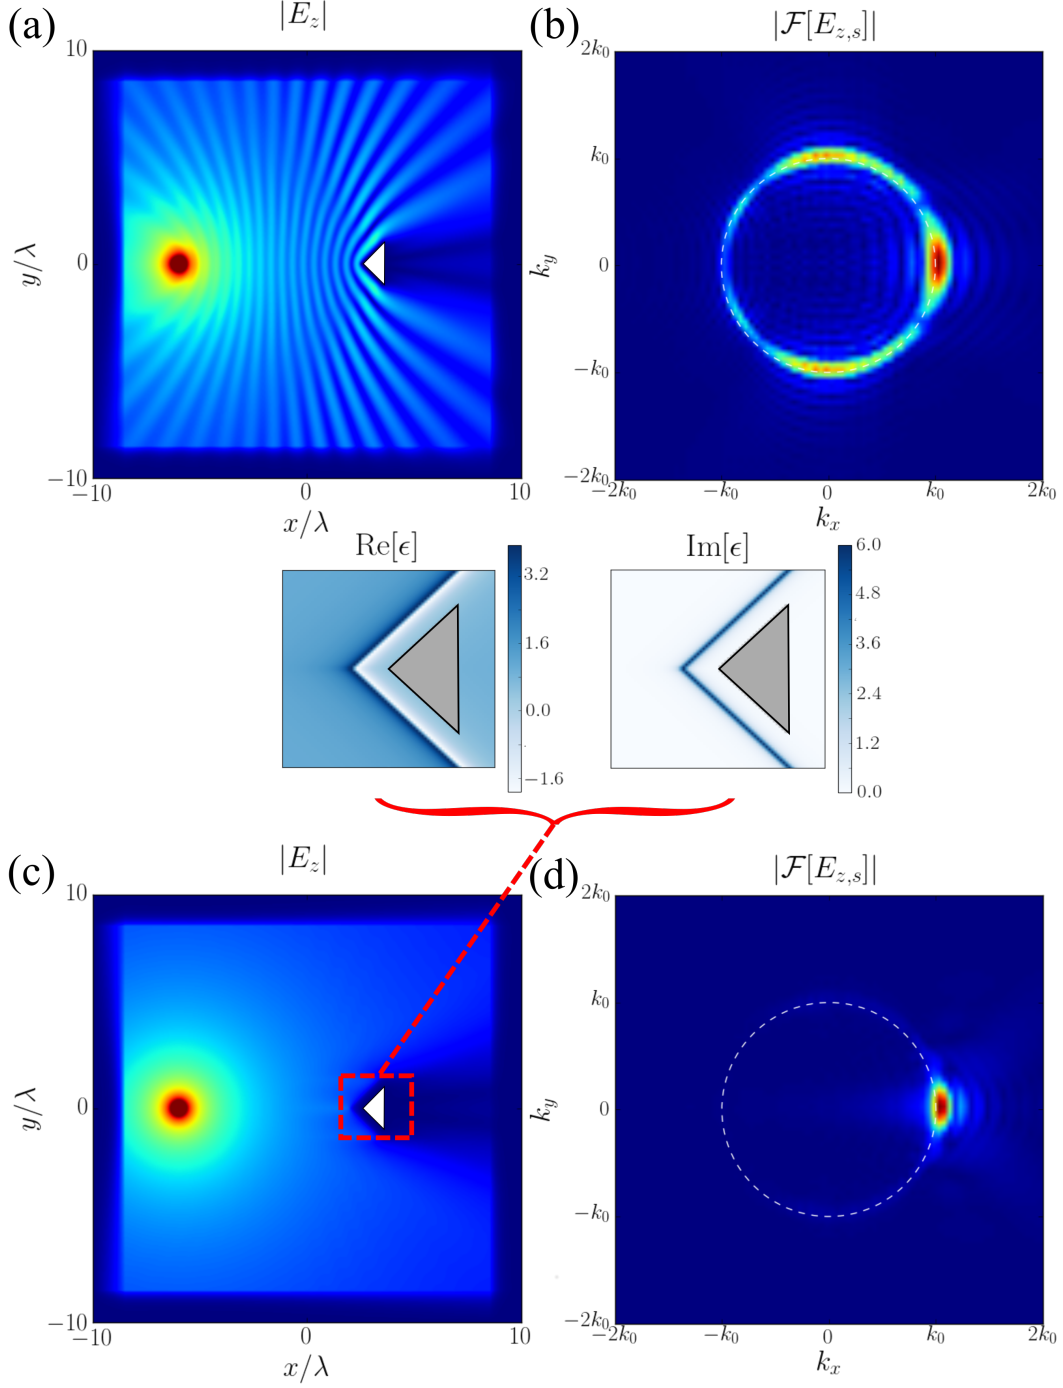 (a)
|E_z|
10
0
−10
y/λ
−10
0
10
x/λ
(b)
|ℱ[E_{z,s}]|
2k₀
k₀
0
−k₀
−2k₀
k_y
−2k₀
−k₀
0
k₀
2k₀
k_x
Re[ϵ]
3.2
1.6
0.0
−1.6
Im[ϵ]
6.0
4.8
3.6
2.4
1.2
0.0
(c)
|E_z|
10
0
−10
y/λ
−10
0
10
x/λ
(d)
|ℱ[E_{z,s}]|
2k₀
k₀
0
−k₀
−2k₀
k_y
−2k₀
−k₀
0
k₀
2k₀
k_x